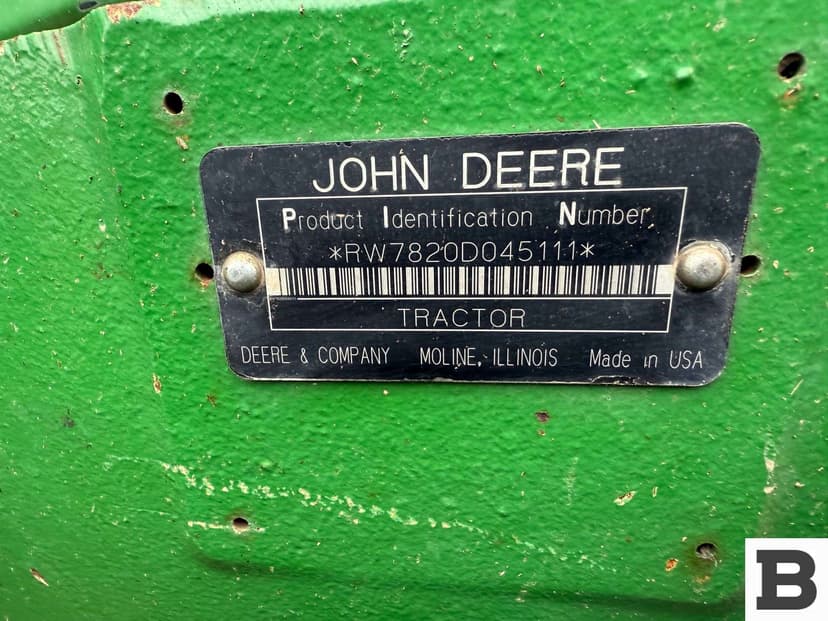 JOHN DEERE
Product Identification Number
*RW7820D045111*
TRACTOR
DEERE & COMPANY MOLINE, ILLINOIS Made in USA
B